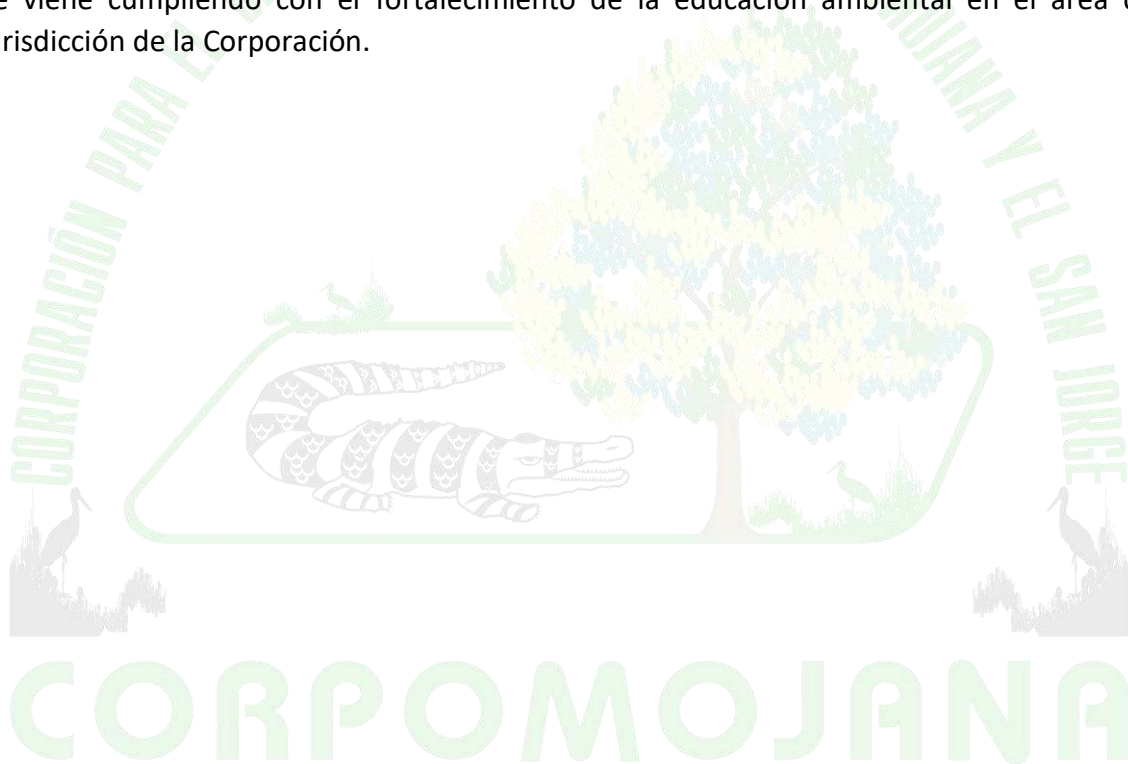 viene cumpliendo con el fortalecimiento de la educación ambiental en el área
risdicción de la Corporación.
CORPORACIÓN PARA EL
MOJANA Y EL SAN JORGE
CORPOMOJANA